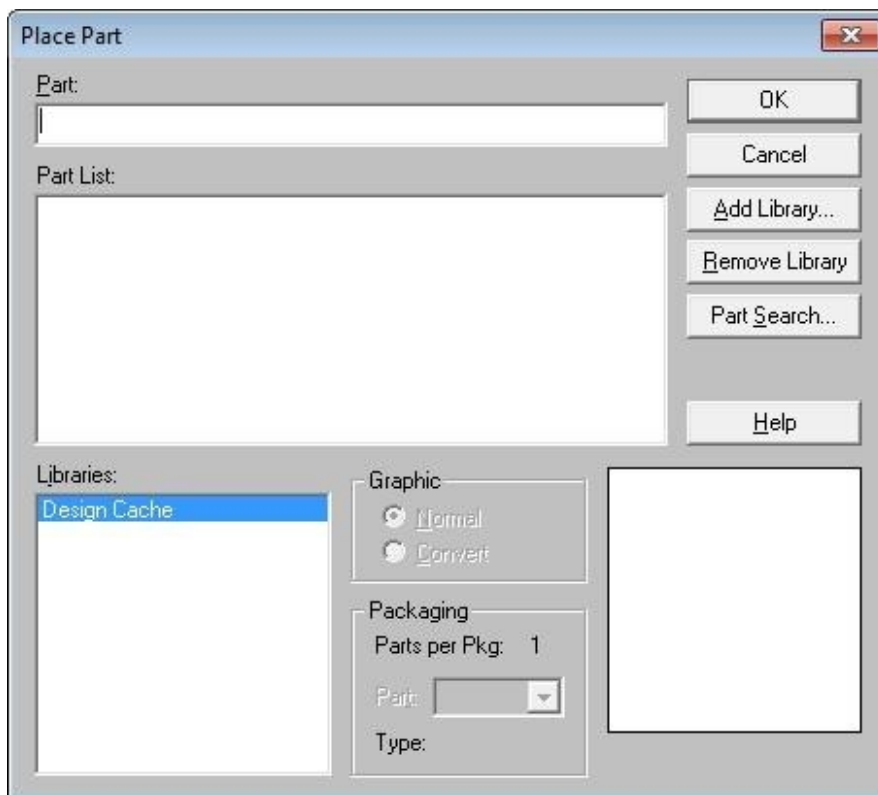 Place Part
Part:
OK
Cancel
Part List:
Add Library...
Remove Library
Part Search...
Help
Libraries:
Design Cache
Graphic
Normal
Convert
Packaging
Parts per Pkg: 1
Part:
Type: